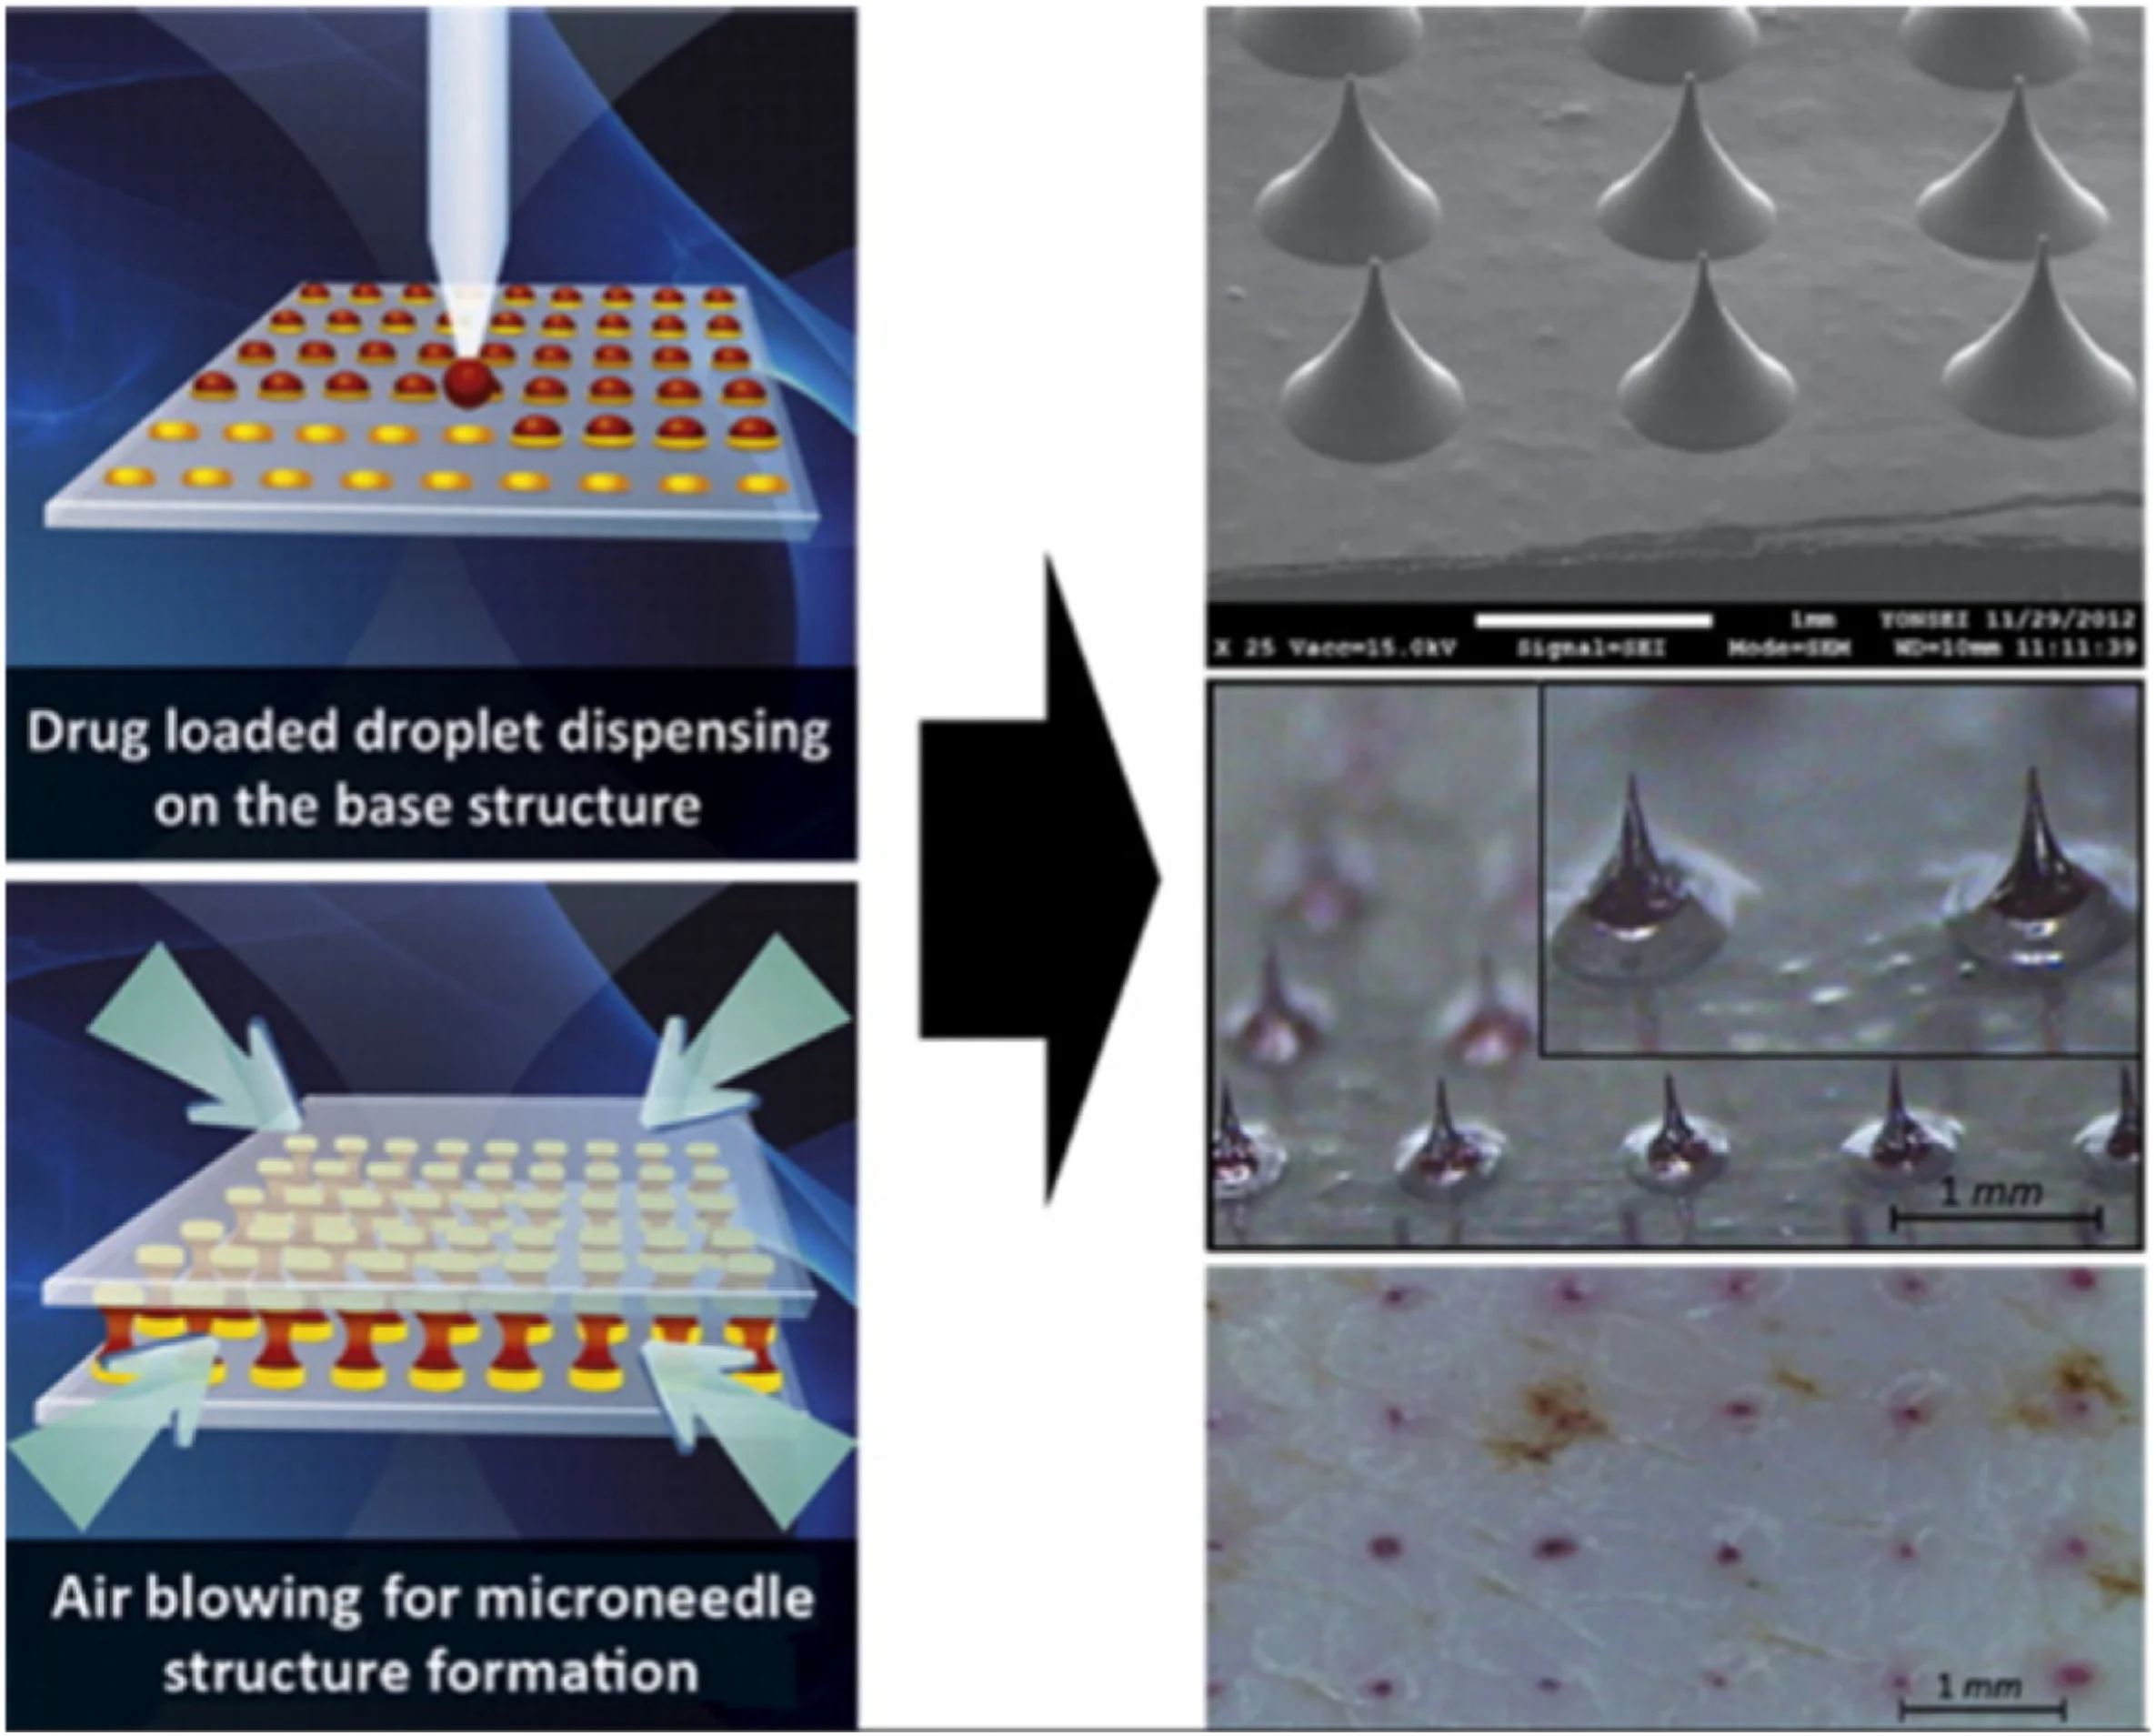 Drug loaded droplet dispensing
on the base structure
Air blowing for microneedle
structure formation
1mm YONSEI 11/29/2012
X 25 Vacc=15.0kV Signal=SEI Mode=SEM WD=10mm 11:11:39
1 mm
1 mm